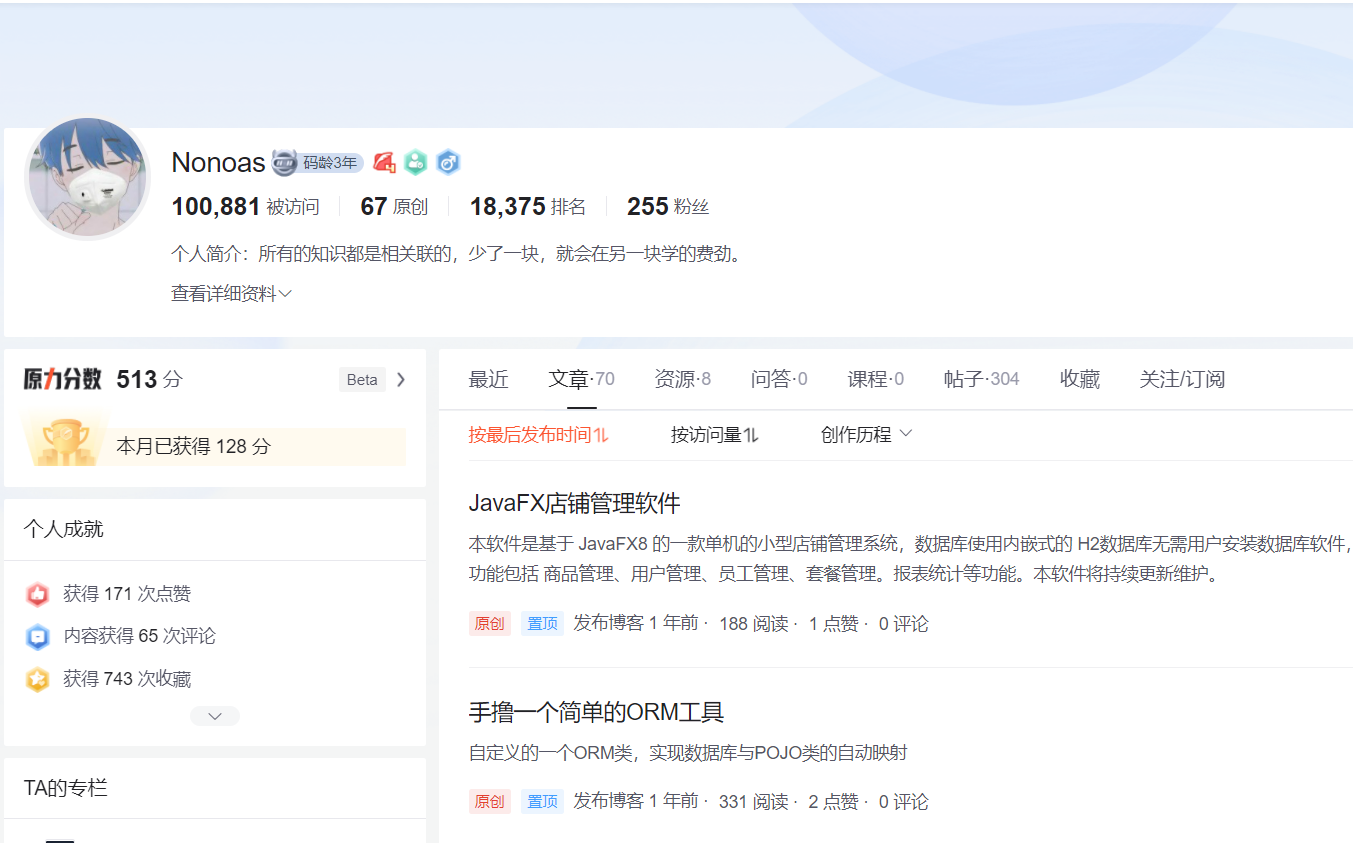 Nonoas 码龄3年
100,881 被访问 67 原创 18,375 排名 255 粉丝
个人简介：所有的知识都是相关联的，少了一块，就会在另一块学的费劲。
查看详细资料
原力分数 513 分 Beta
本月已获得 128 分
个人成就
获得 171 次点赞
内容获得 65 次评论
获得 743 次收藏
TA的专栏
最近 文章·70 资源·8 问答·0 课程·0 帖子·304 收藏 关注/订阅
按最后发布时间 按访问量 创作历程
JavaFX店铺管理软件
本软件是基于 JavaFX8 的一款单机的小型店铺管理系统，数据库使用内嵌式的 H2数据库无需用户安装数据库软件，
功能包括 商品管理、用户管理、员工管理、套餐管理。报表统计等功能。本软件将持续更新维护。
原创 置顶 发布博客 1 年前 · 188 阅读 · 1 点赞 · 0 评论
手撸一个简单的ORM工具
自定义的一个ORM类，实现数据库与POJO类的自动映射
原创 置顶 发布博客 1 年前 · 331 阅读 · 2 点赞 · 0 评论